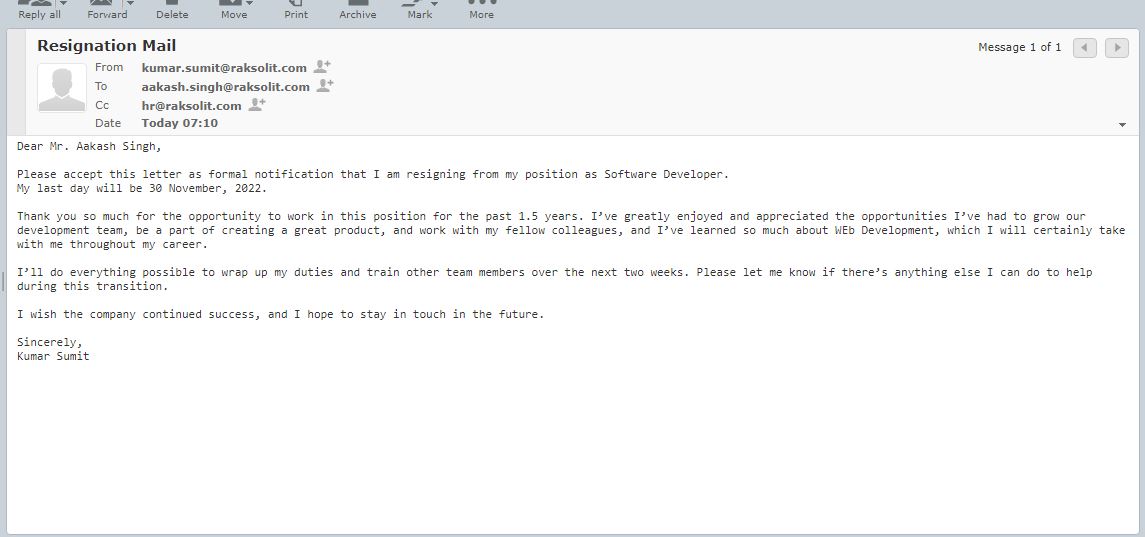 Reply all Forward Delete Move Print Archive Mark More
Resignation Mail
Message 1 of 1
From kumar.sumit@raksolit.com
To aakash.singh@raksolit.com
Cc hr@raksolit.com
Date Today 07:10
Dear Mr. Aakash Singh,
Please accept this letter as formal notification that I am resigning from my position as Software Developer.
My last day will be 30 November, 2022.
Thank you so much for the opportunity to work in this position for the past 1.5 years. I’ve greatly enjoyed and appreciated the opportunities I’ve had to grow our
development team, be a part of creating a great product, and work with my fellow colleagues, and I’ve learned so much about WEb Development, which I will certainly take
with me throughout my career.
I’ll do everything possible to wrap up my duties and train other team members over the next two weeks. Please let me know if there’s anything else I can do to help
during this transition.
I wish the company continued success, and I hope to stay in touch in the future.
Sincerely,
Kumar Sumit